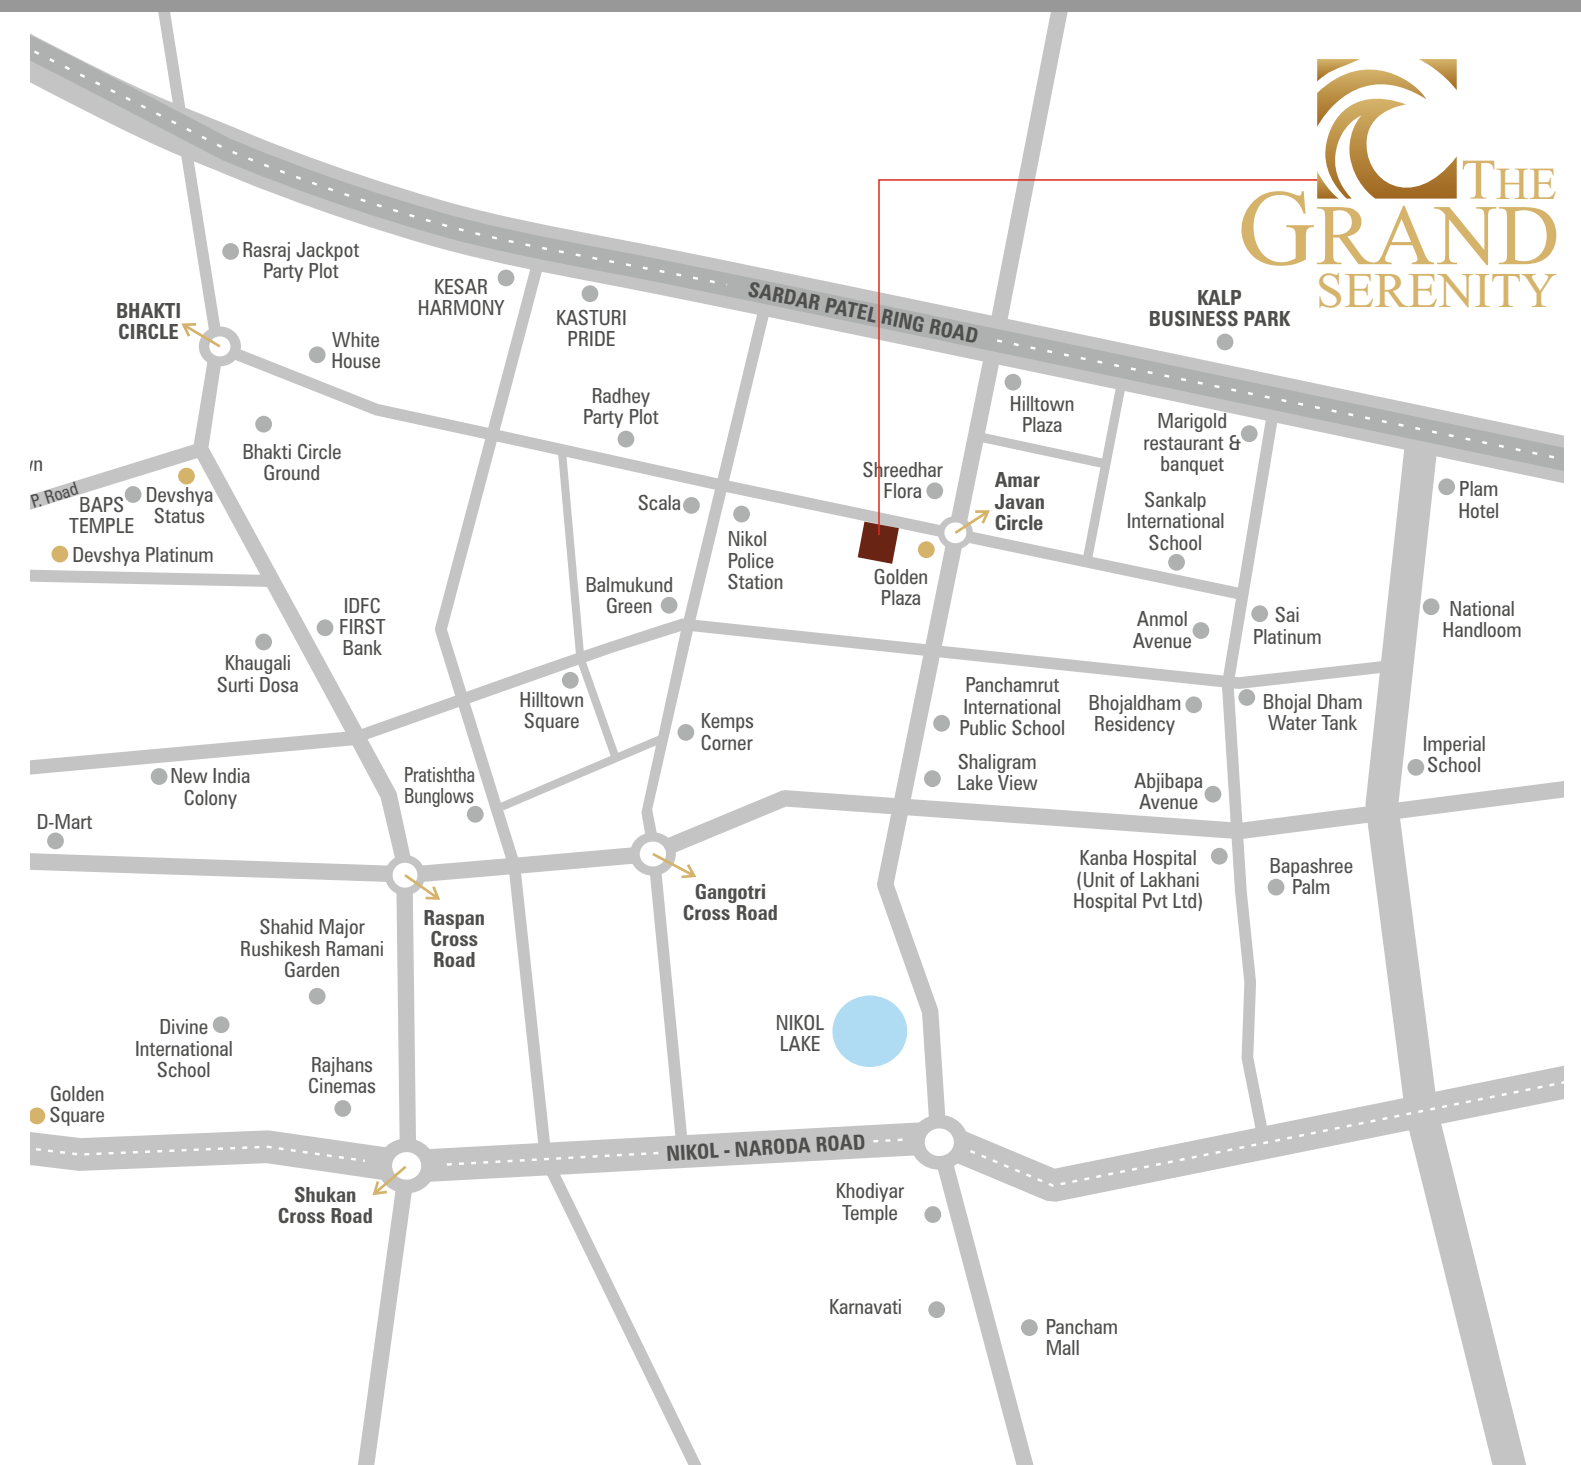 THE
GRAND
SERENITY
Rasraj Jackpot
Party Plot
KESAR
HARMONY
KASTURI
PRIDE
SARDAR PATEL RING ROAD
KALP
BUSINESS PARK
BHAKTI
CIRCLE
White
House
Radhey
Party Plot
Hilltown
Plaza
Marigold
restaurant &
banquet
Bhakti Circle
Ground
Shreedhar
Flora
Amar
Javan
Circle
Plam
Hotel
P. Road
BAPS
TEMPLE
Devshya
Status
Devshya Platinum
Scala
Nikol
Police
Station
Sankalp
International
School
Golden
Plaza
Balmukund
Green
IDFC
FIRST
Bank
Khaugali
Surti Dosa
Anmol
Avenue
Sai
Platinum
National
Handloom
Hilltown
Square
Kemps
Corner
Panchamrut
International
Public School
Bhojaldham
Residency
Bhojal Dham
Water Tank
Imperial
School
Shaligram
Lake View
New India
Colony
Pratishtha
Bunglows
Abjibapa
Avenue
D-Mart
Kanba Hospital
(Unit of Lakhani
Hospital Pvt Ltd)
Bapashree
Palm
Gangotri
Cross Road
Raspan
Cross
Road
Shahid Major
Rushikesh Ramani
Garden
Divine
International
School
Rajhans
Cinemas
NIKOL
LAKE
Golden
Square
NIKOL - NARODA ROAD
Shukan
Cross Road
Khodiyar
Temple
Karnavati
Pancham
Mall